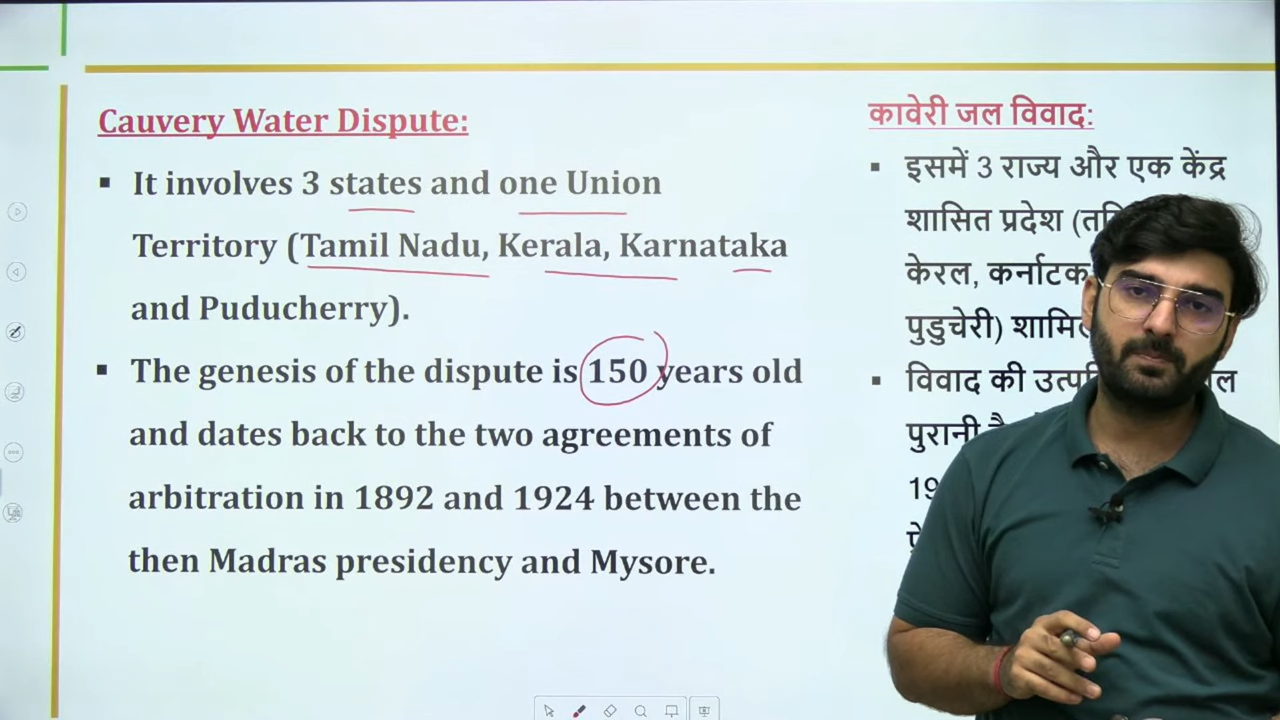 Cauvery Water Dispute:
▪ It involves 3 states and one Union
Territory (Tamil Nadu, Kerala, Karnataka
and Puducherry).
▪ The genesis of the dispute is 150 years old
and dates back to the two agreements of
arbitration in 1892 and 1924 between the
then Madras presidency and Mysore.
कावेरी जल विवाद:
▪ इसमें 3 राज्य और एक केंद्र
शासित प्रदेश
केरल, कर्नाटक
पुडुचेरी)
▪ विवाद की
पुरानी